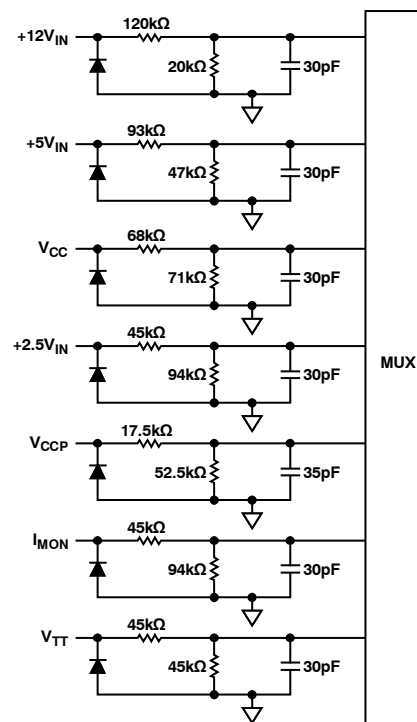 120kΩ
+12VIN
20kΩ 30pF
93kΩ
+5VIN
47kΩ 30pF
68kΩ
VCC
71kΩ 30pF
45kΩ
+2.5VIN
MUX
94kΩ 30pF
17.5kΩ
VCCP
52.5kΩ 35pF
45kΩ
IMON
94kΩ 30pF
45kΩ
VTT
45kΩ 30pF